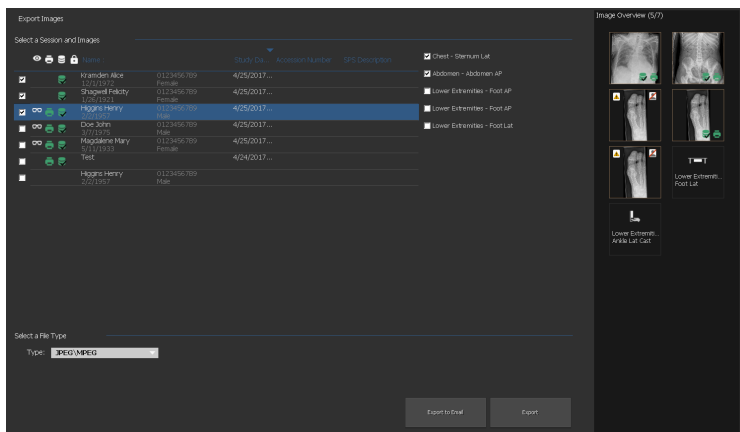 Export Images
Image Overview (5/7)
Select a Session and Images
Name
Study Da... Accession Number SPS Description
Kramden Alice 0123456789 4/25/2017...
12/1/1972 Female
Shagwell Felicity 0123456789 4/25/2017...
1/26/1921 Female
Higgins Henry 0123456789 4/25/2017...
2/2/1957 Male
Doe John 0123456789 4/25/2017...
3/7/1975 Male
Magdalene Mary 0123456789 4/25/2017...
5/11/1933 Female
Test 4/24/2017...
Higgins Henry 0123456789
2/2/1957 Male
Chest - Sternum Lat
Abdomen - Abdomen AP
Lower Extremities - Foot AP
Lower Extremities - Foot AP
Lower Extremities - Foot Lat
Lower Extremiti...
Foot Lat
Lower Extremiti...
Ankle Lat Cast
Select a File Type
Type: JPEG\MPEG
Export to Email
Export